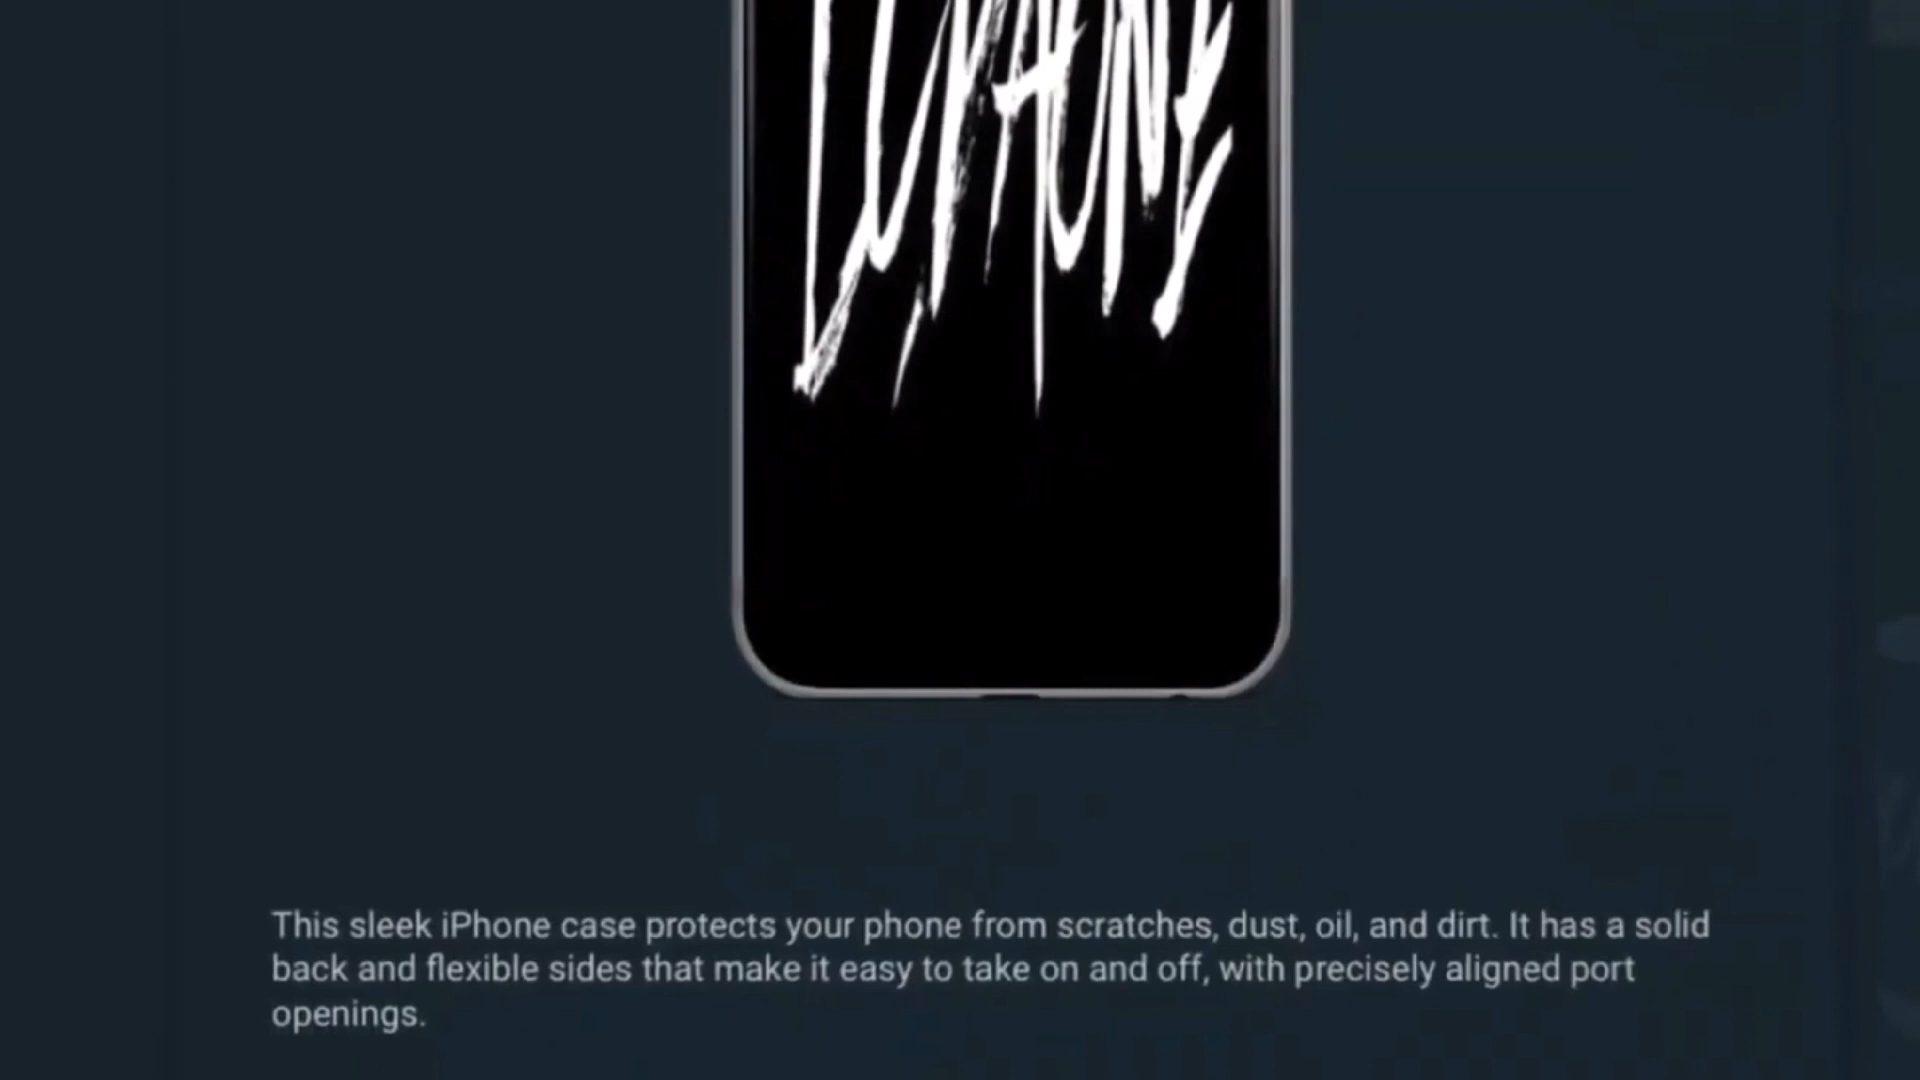 This sleek iPhone case protects your phone from scratches, dust, oil, and dirt. It has a solid
back and flexible sides that make it easy to take on and off, with precisely aligned port
openings.